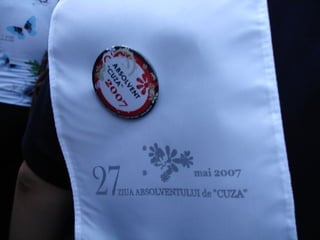 ABSOLVENT
"CUZA"
2007
27 mai 2007
ZIUA ABSOLVENTULUI de "CUZA"